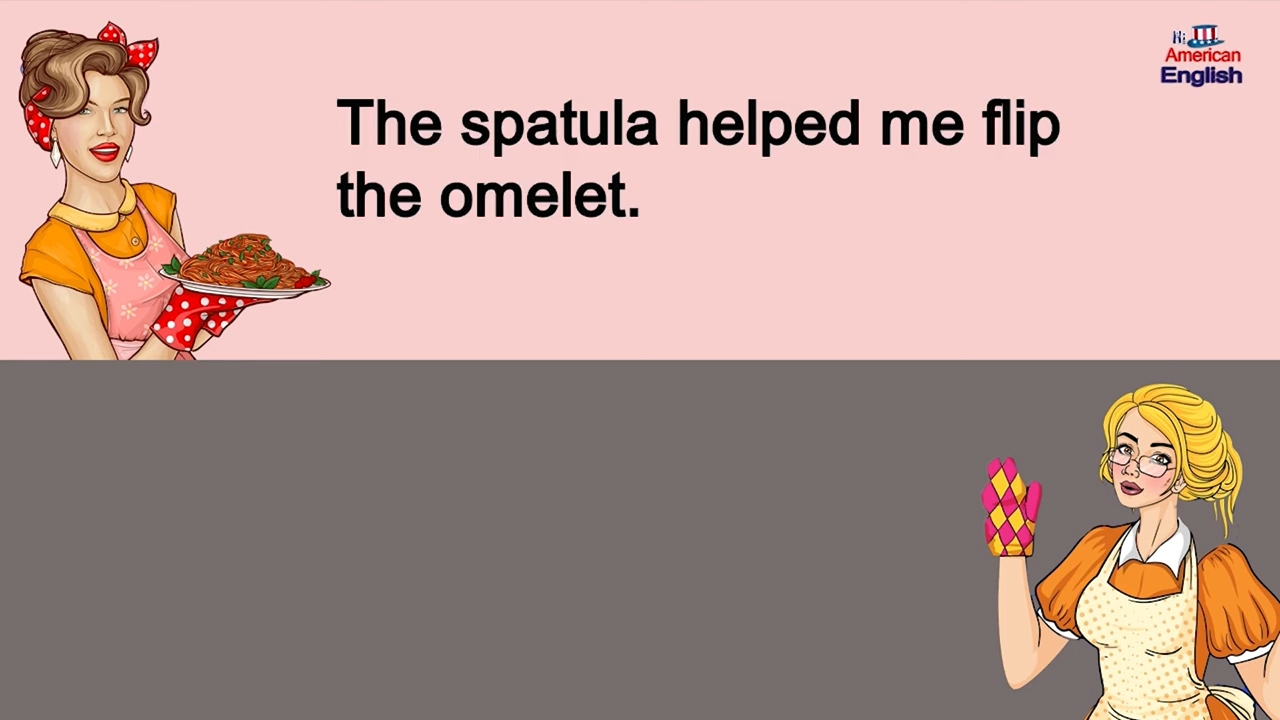 Hi
American
English
The spatula helped me flip
the omelet.